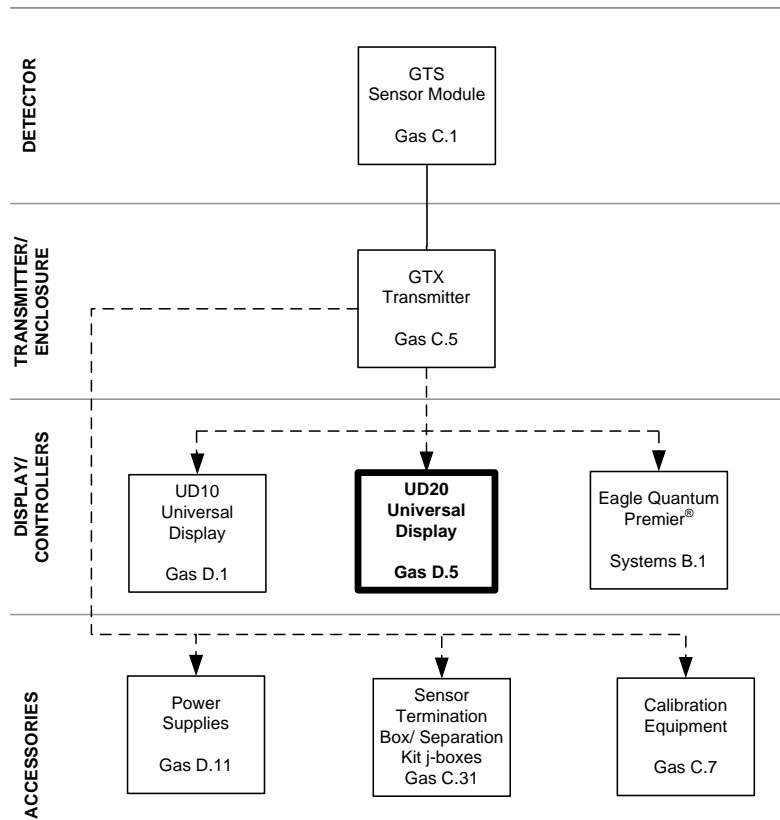 DETECTOR
GTS
Sensor Module
Gas C.1
TRANSMITTER/
ENCLOSURE
GTX
Transmitter
Gas C.5
DISPLAY/
CONTROLLERS
UD10
Universal
Display
Gas D.1
UD20
Universal
Display
Gas D.5
Eagle Quantum
Premier®
Systems B.1
ACCESSORIES
Power
Supplies
Gas D.11
Sensor
Termination
Box/ Separation
Kit j-boxes
Gas C.31
Calibration
Equipment
Gas C.7